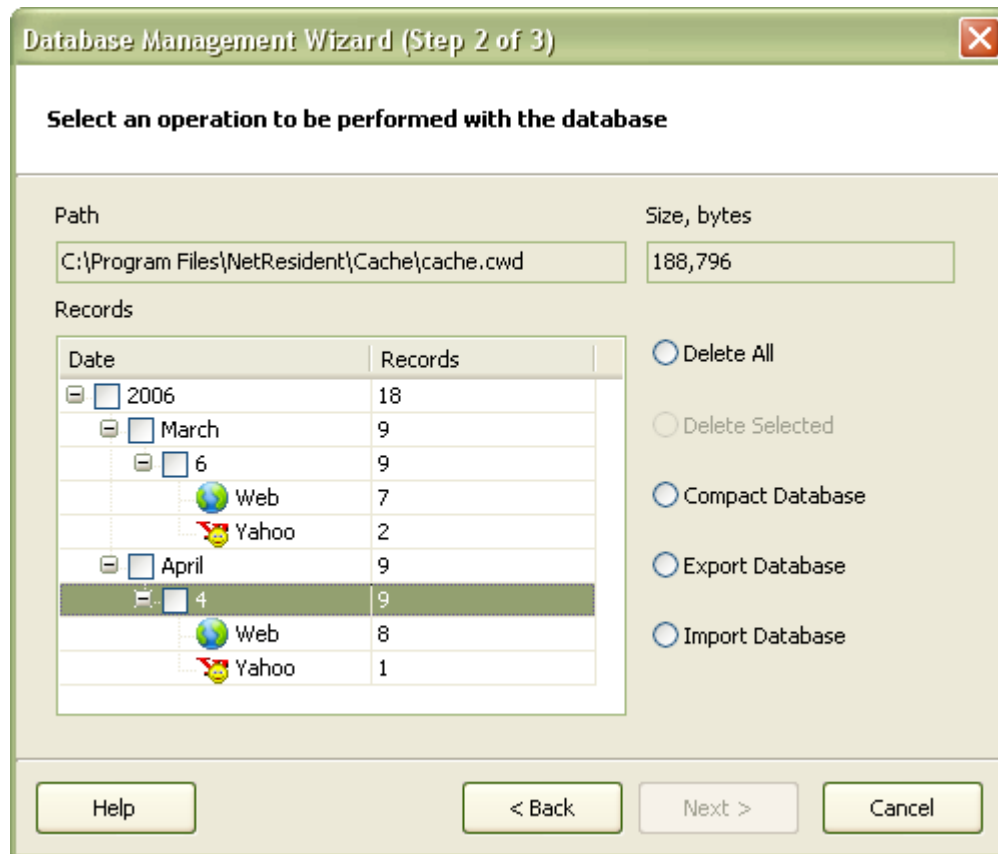 Database Management Wizard (Step 2 of 3)
Select an operation to be performed with the database
Path
Size, bytes
C:\Program Files\NetResident\Cache\cache.cwd
188,796
Records
Date Records
2006 18
March 9
6 9
Web 7
Yahoo 2
April 9
4 9
Web 8
Yahoo 1
Delete All
Delete Selected
Compact Database
Export Database
Import Database
Help
< Back
Next >
Cancel